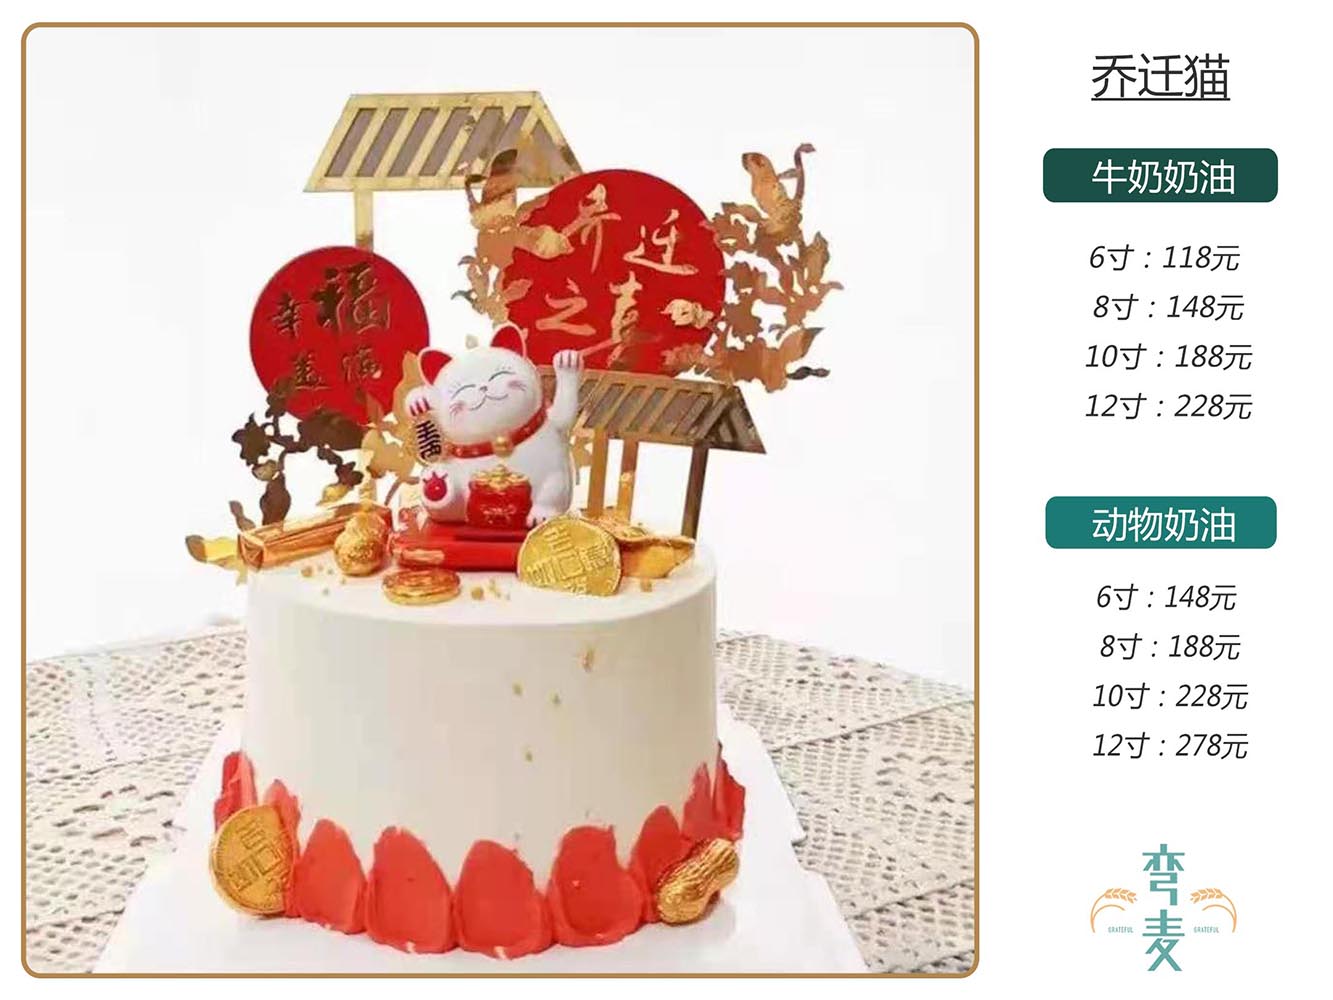 乔迁猫
牛奶奶油
6寸：118元
8寸：148元
10寸：188元
12寸：228元
动物奶油
6寸：148元
8寸：188元
10寸：228元
12寸：278元
弯麦
GRATEFUL GRATEFUL
乔迁
之喜
福
幸
满